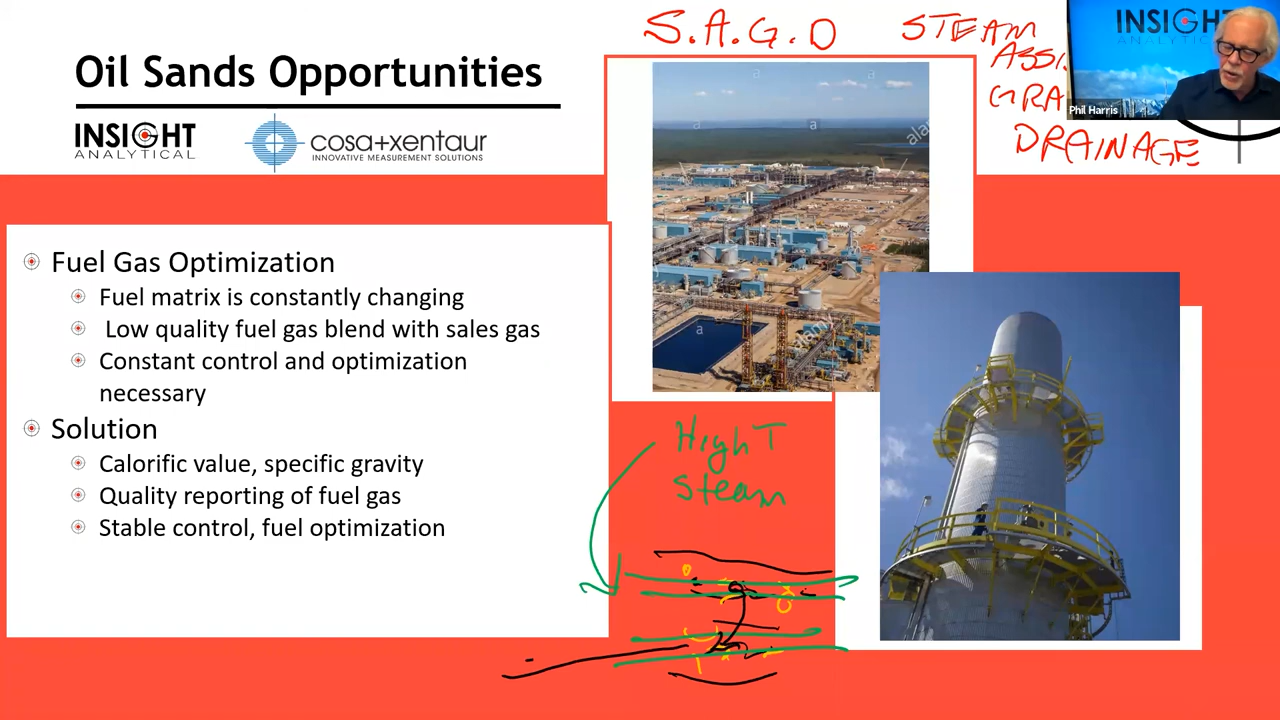 Oil Sands Opportunities
INSIGHT
ANALYTICAL
cosa+xentaur
INNOVATIVE MEASUREMENT SOLUTIONS
S.A.G.D
STEAM
DRAINAGE
INSIGHT
ANALYTICAL
Phil Harris
Fuel Gas Optimization
Fuel matrix is constantly changing
Low quality fuel gas blend with sales gas
Constant control and optimization
necessary
Solution
Calorific value, specific gravity
Quality reporting of fuel gas
Stable control, fuel optimization
a
a
a
a
a
alamy
High T
steam